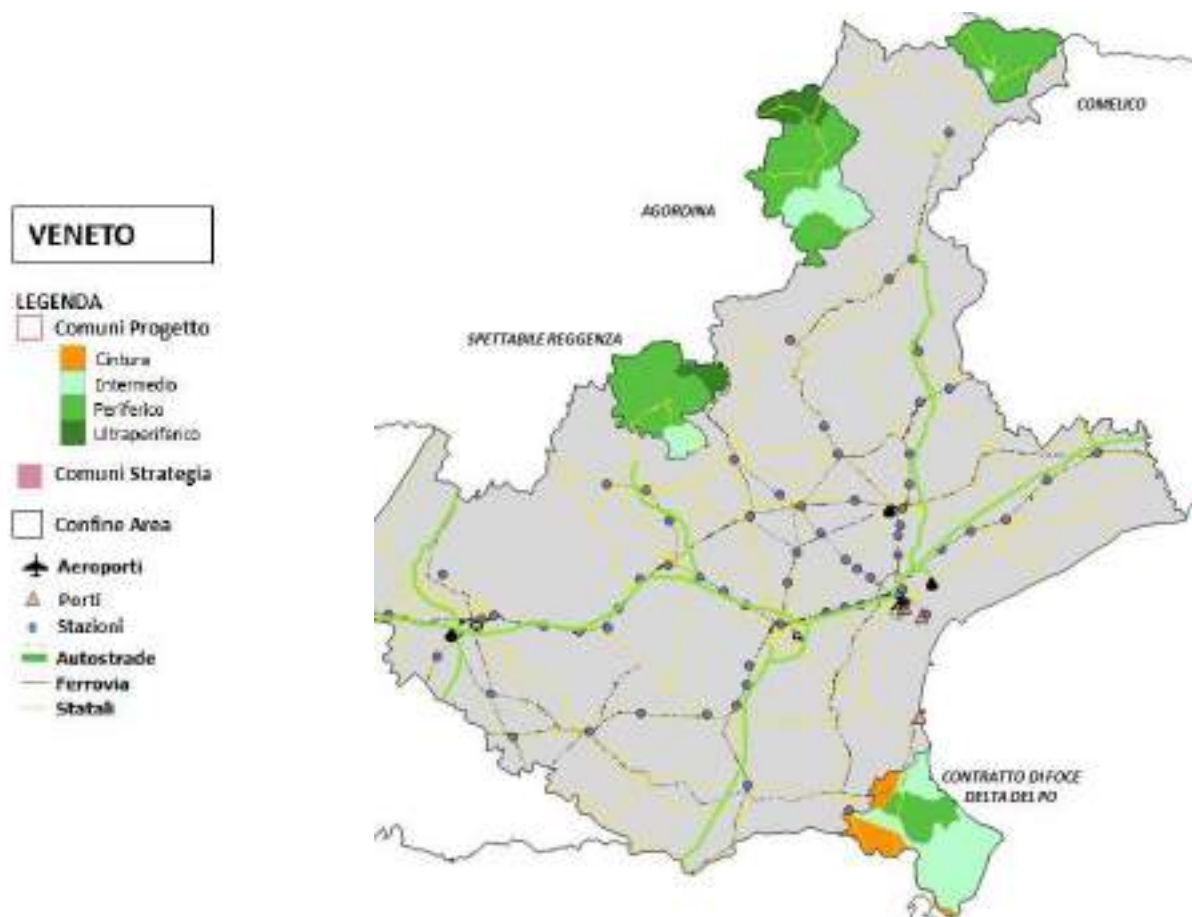 VENETO
LEGENDA
Comuni Progetto
Cintura
Intermedio
Periferico
Ultraperiferico
Comuni Strategia
Confine Area
Aeroporti
Porti
Stazioni
Autostrade
Ferrovia
Statali
COMELICO
AGORDINA
SPETTABILE REGGENZA
CONTRATTO DI FOCE
DELTA DEL PO